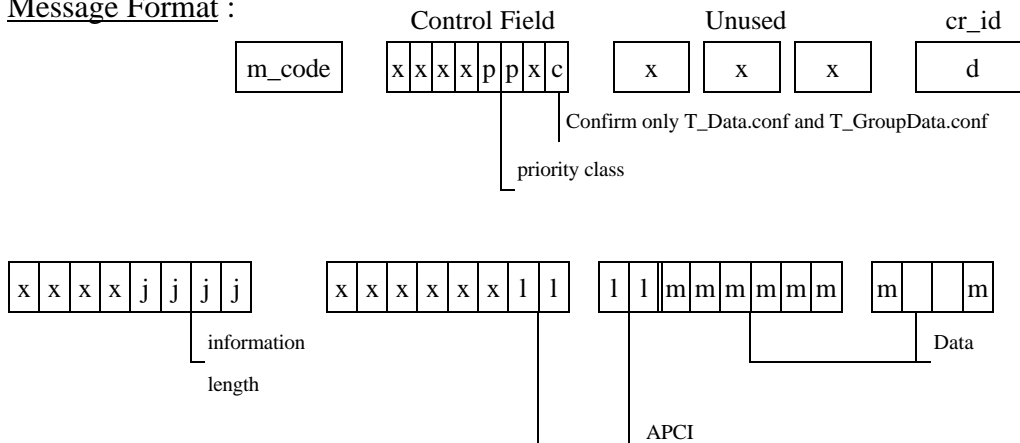 Message Format :
Control Field Unused cr_id
m_code x x x x p p x c x x x d
Confirm only T_Data.conf and T_GroupData.conf
priority class
x x x x j j j j x x x x x x l l l l m m m m m m m m
information Data
length
APCI